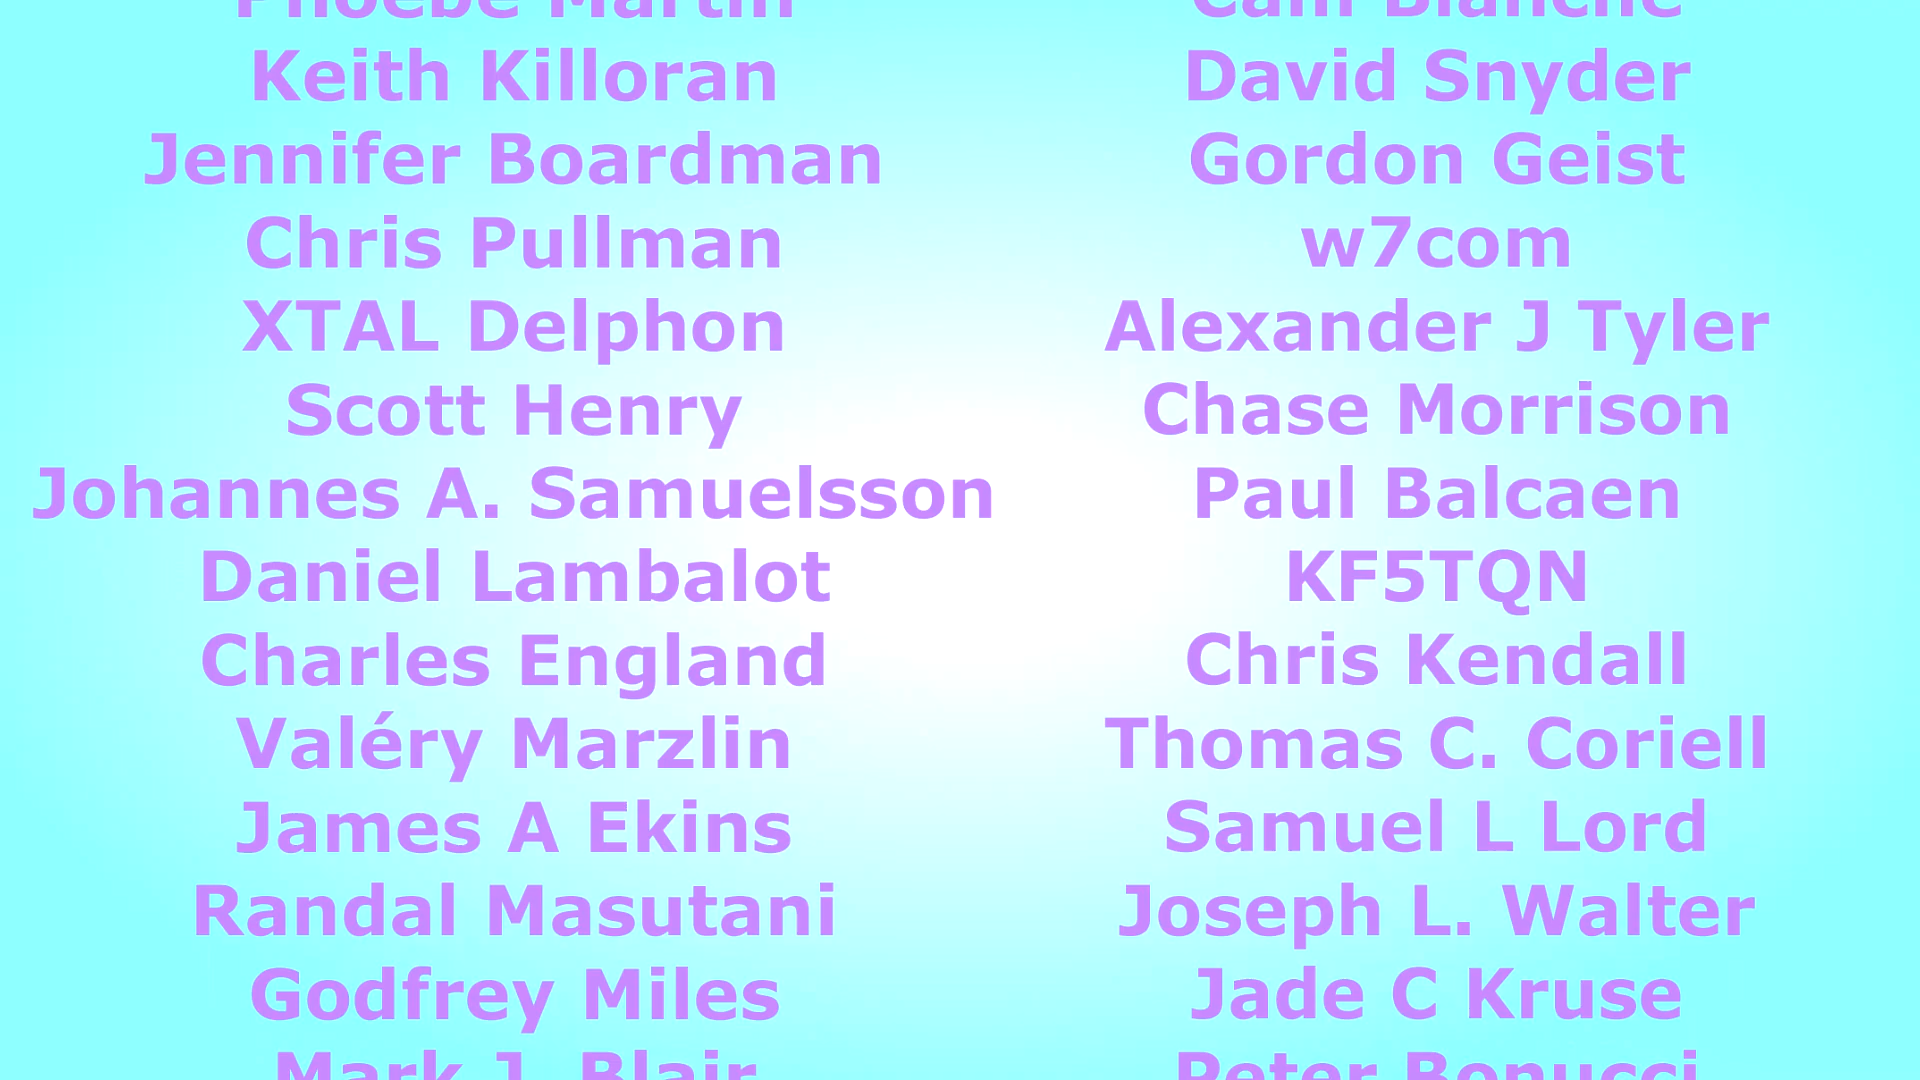 Phoebe Martin
Keith Killoran
Jennifer Boardman
Chris Pullman
XTAL Delphon
Scott Henry
Johannes A. Samuelsson
Daniel Lambalot
Charles England
Valéry Marzlin
James A Ekins
Randal Masutani
Godfrey Miles
Mark J. Blair
Cam Blanche
David Snyder
Gordon Geist
w7com
Alexander J Tyler
Chase Morrison
Paul Balcaen
KF5TQN
Chris Kendall
Thomas C. Coriell
Samuel L Lord
Joseph L. Walter
Jade C Kruse
Peter Bonucci